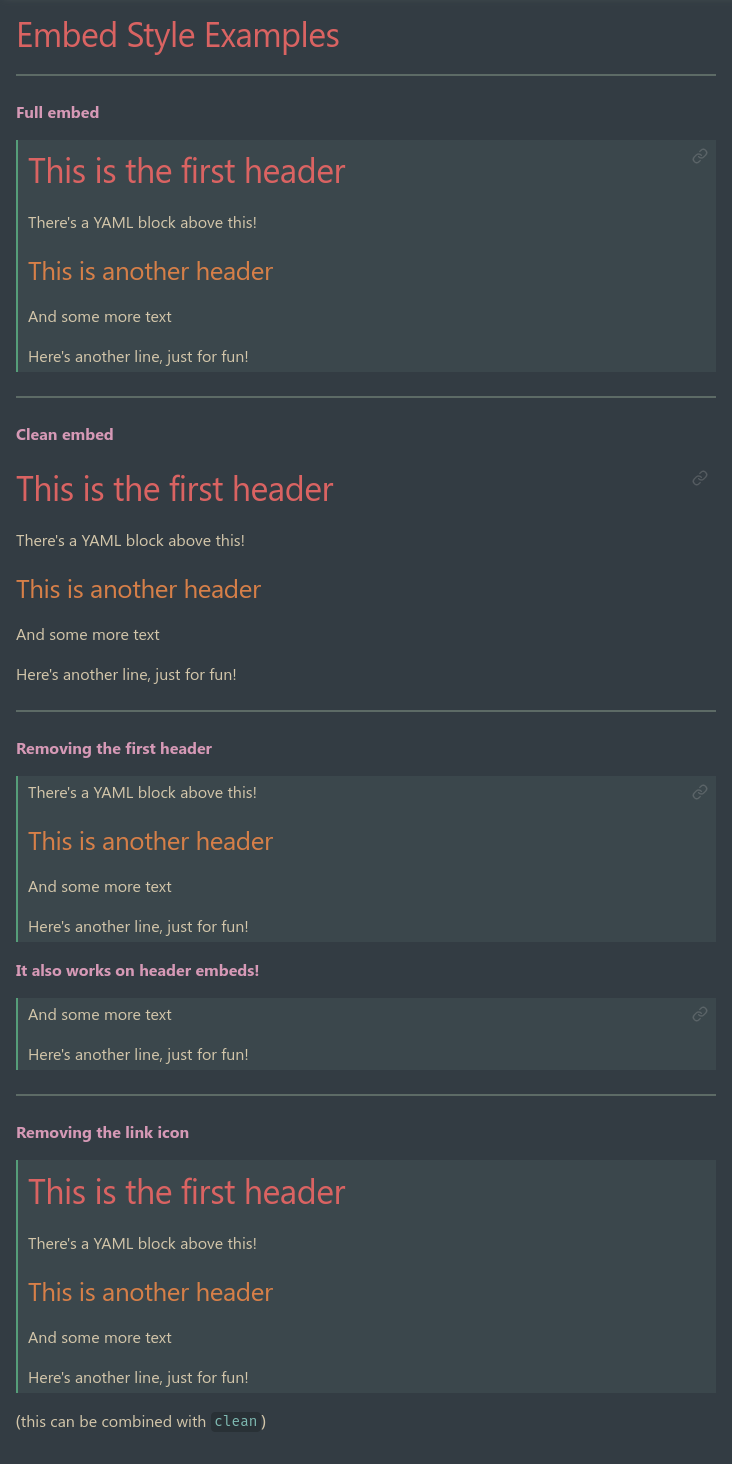 Embed Style Examples
Full embed
This is the first header
There's a YAML block above this!
This is another header
And some more text
Here's another line, just for fun!
Clean embed
This is the first header
There's a YAML block above this!
This is another header
And some more text
Here's another line, just for fun!
Removing the first header
There's a YAML block above this!
This is another header
And some more text
Here's another line, just for fun!
It also works on header embeds!
And some more text
Here's another line, just for fun!
Removing the link icon
This is the first header
There's a YAML block above this!
This is another header
And some more text
Here's another line, just for fun!
(this can be combined with clean)